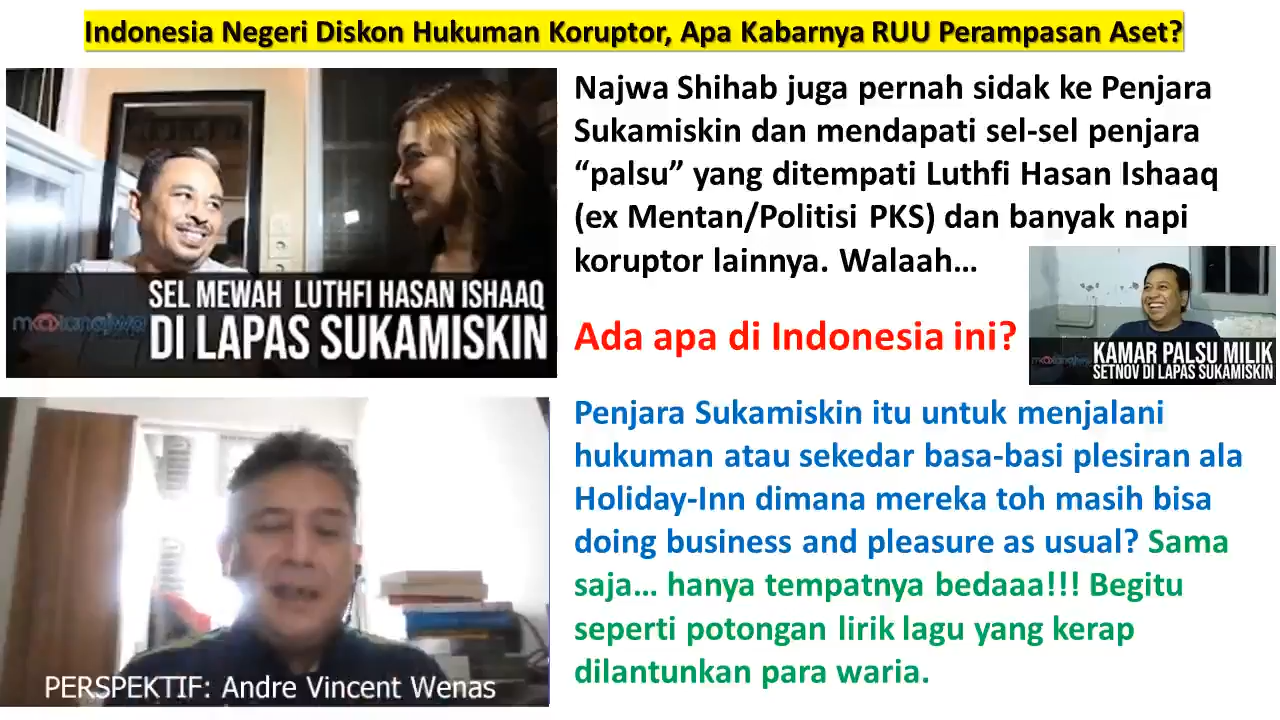 Indonesia Negeri Diskon Hukuman Koruptor, Apa Kabarnya RUU Perampasan Aset?
Najwa Shihab juga pernah sidak ke Penjara
Sukamiskin dan mendapati sel-sel penjara
“palsu” yang ditempati Luthfi Hasan Ishaaq
(ex Mentan/Politisi PKS) dan banyak napi
koruptor lainnya. Walaah...
mata najwa
SEL MEWAH LUTHFI HASAN ISHAAQ
DI LAPAS SUKAMISKIN
Ada apa di Indonesia ini?
mata najwa
KAMAR PALSU MILIK
SETNOV DI LAPAS SUKAMISKIN
Penjara Sukamiskin itu untuk menjalani
hukuman atau sekedar basa-basi plesiran ala
Holiday-Inn dimana mereka toh masih bisa
doing business and pleasure as usual? Sama
saja... hanya tempatnya bedaaa!!! Begitu
seperti potongan lirik lagu yang kerap
dilantunkan para waria.
PERSPEKTIF: Andre Vincent Wenas